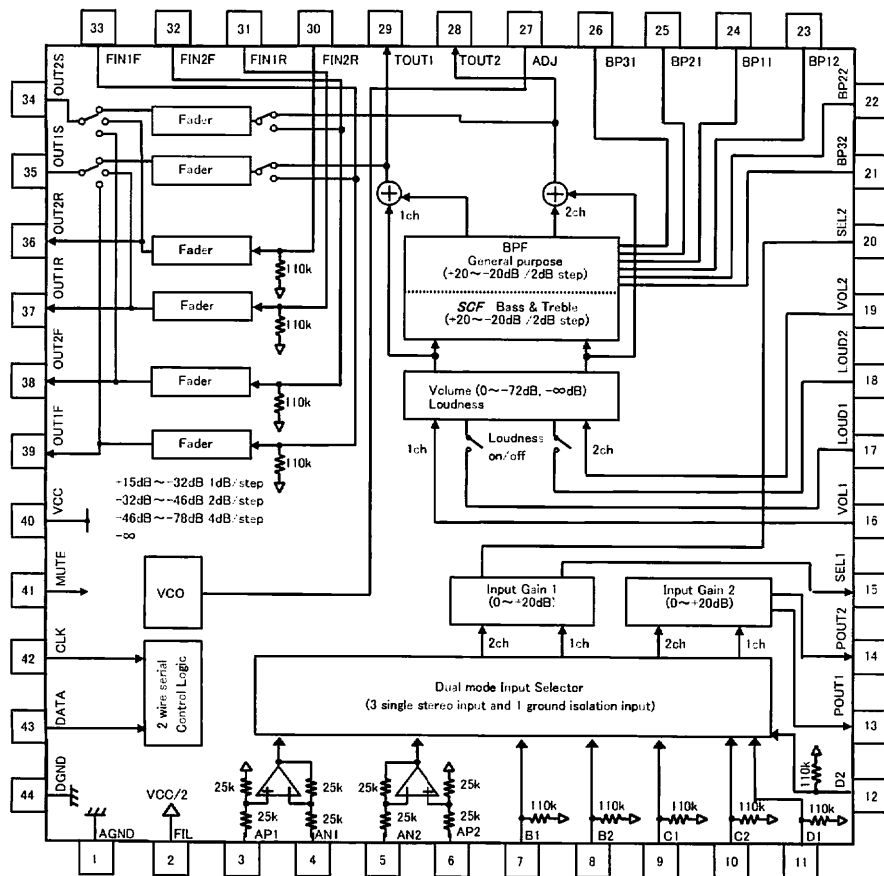 33 32 31 30 29 28 27 26 25 24 23
FIN1F FIN2F FIN1R FIN2R TOUT1 TOUT2 ADJ BP31 BP21 BP11 BP12
OUT2S
34
BP22
22
Fader
OUT1S
35
BP32
21
Fader
1ch
2ch
OUT2R
36
SEL2
20
Fader
110k
BPF
General purpose
(+20~-20dB /2dB step)
OUT1R
37
VOL2
19
Fader
110k
SCF Bass & Treble
(+20~-20dB /2dB step)
OUT2F
38
LOUD2
18
Fader
110k
Volume (0~-72dB, -∞dB)
Loudness
OUT1F
39
LOUD1
17
Fader
110k
Loudness
on/off
1ch
2ch
+15dB~-32dB 1dB/step
-32dB~-46dB 2dB/step
-46dB~-78dB 4dB/step
-∞
VCC
40
VOL1
16
MUTE
41
VCO
Input Gain 1
(0~+20dB)
Input Gain 2
(0~+20dB)
SEL1
15
CLK
42
2 wire serial
Control Logic
2ch 1ch 2ch 1ch
POUT2
14
DATA
43
Dual mode Input Selector
(3 single stereo input and 1 ground isolation input)
POUT1
13
DGND
44
VCC/2
25k 25k 25k 25k
25k 25k 25k 25k
110k
D2
12
110k 110k 110k 110k 110k
AGND FIL AP1 AN1 AN2 AP2 B1 B2 C1 C2 D1
1 2 3 4 5 6 7 8 9 10 11